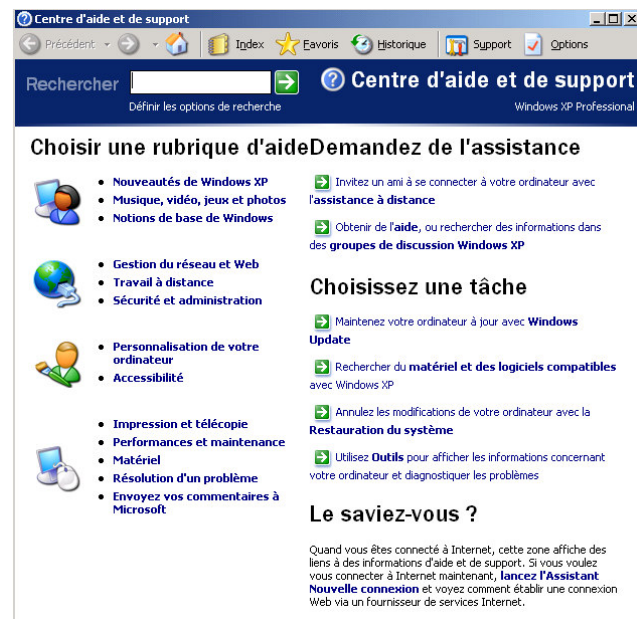 Centre d'aide et de support
Précédent Index Favoris Historique Support Options
Rechercher
Définir les options de recherche
Centre d'aide et de support
Windows XP Professional
Choisir une rubrique d'aide
Nouveautés de Windows XP
Musique, vidéo, jeux et photos
Notions de base de Windows
Gestion du réseau et Web
Travail à distance
Sécurité et administration
Personnalisation de votre
ordinateur
Accessibilité
Impression et télécopie
Performances et maintenance
Matériel
Résolution d'un problème
Envoyez vos commentaires à
Microsoft
Demandez de l'assistance
Invitez un ami à se connecter à votre ordinateur avec
l'assistance à distance
Obtenir de l'aide, ou rechercher des informations dans
des groupes de discussion Windows XP
Choisissez une tâche
Maintenez votre ordinateur à jour avec Windows
Update
Rechercher du matériel et des logiciels compatibles
avec Windows XP
Annulez les modifications de votre ordinateur avec la
Restauration du système
Utilisez Outils pour afficher les informations concernant
votre ordinateur et diagnostiquer les problèmes
Le saviez-vous ?
Quand vous êtes connecté à Internet, cette zone affiche des
liens à des informations d'aide et de support. Si vous voulez
vous connecter à Internet maintenant, lancez l'Assistant
Nouvelle connexion et voyez comment établir une connexion
Web via un fournisseur de services Internet.